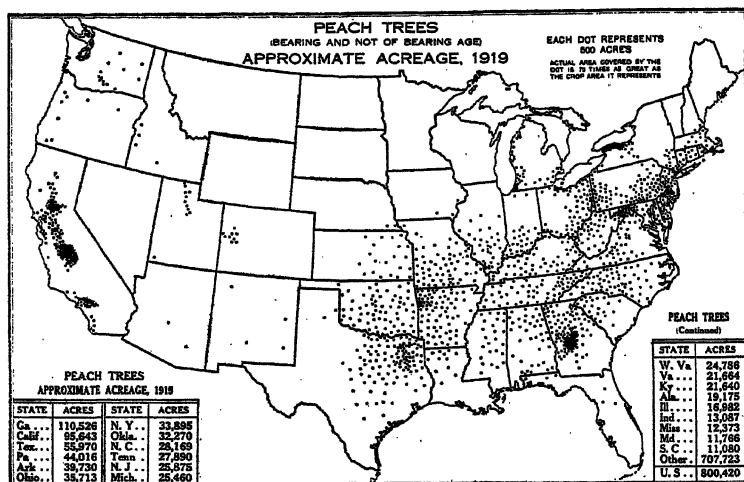 PEACH TREES
(BEARING AND NOT OF BEARING AGE)
APPROXIMATE ACREAGE, 1919
EACH DOT REPRESENTS
500 ACRES
ACTUAL AREA COVERED BY THE
DOT IS TIMES AS GREAT AS
THE CROP AREA IT REPRESENTS
PEACH TREES
APPROXIMATE ACREAGE, 1919
STATE ACRES STATE ACRES
Ga... 110,526 N. Y... 33,895
Calif.. 95,643 Okla.. 32,270
Tex... 55,970 N. C... 28,169
Pa... 44,016 Tenn.. 27,890
Ark.. 39,730 N. J... 25,875
Ohio.. 35,713 Mich. 25,460
PEACH TREES
(Continued)
STATE ACRES
W. Va. 24,786
Va.... 21,664
Ky.... 21,640
Ala... 19,175
Ill.... 16,982
Ind... 13,087
Miss.. 12,373
Md... 11,766
S. C.. 11,080
Other. 707,723
U. S.. 800,420